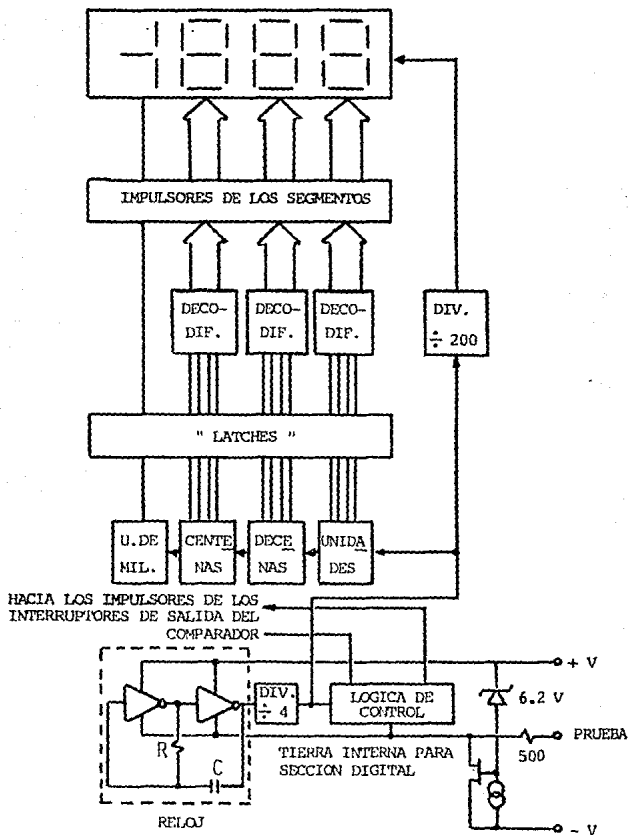 IMPULSORES DE LOS SEGMENTOS
DECO-
DIF.
DECO-
DIF.
DECO-
DIF.
DIV.
÷ 200
" LATCHES "
U.DE
MIL.
CENTE
NAS
DECE
NAS
UNIDA
DES
HACIA LOS IMPULSORES DE LOS
INTERRUPTORES DE SALIDA DEL
COMPARADOR
DIV.
÷ 4
LOGICA DE
CONTROL
+ V
6.2 V
PRUEBA
500
R
C
TIERRA INTERNA PARA
SECCION DIGITAL
RELOJ
- V